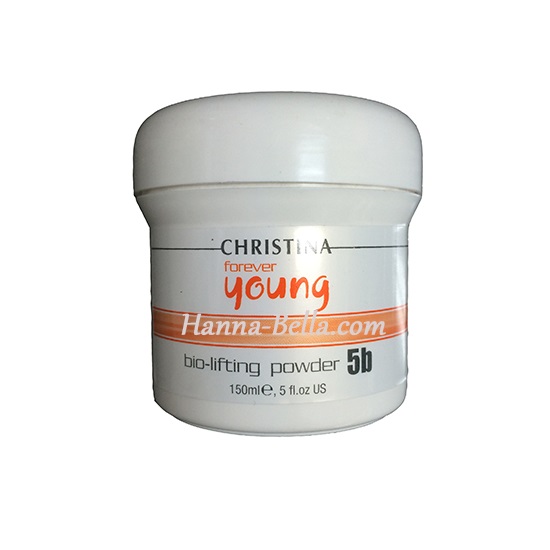 CHRISTINA
forever
young
Hanna-Bella.com
bio-lifting powder 5b
150ml℮, 5 fl.oz US